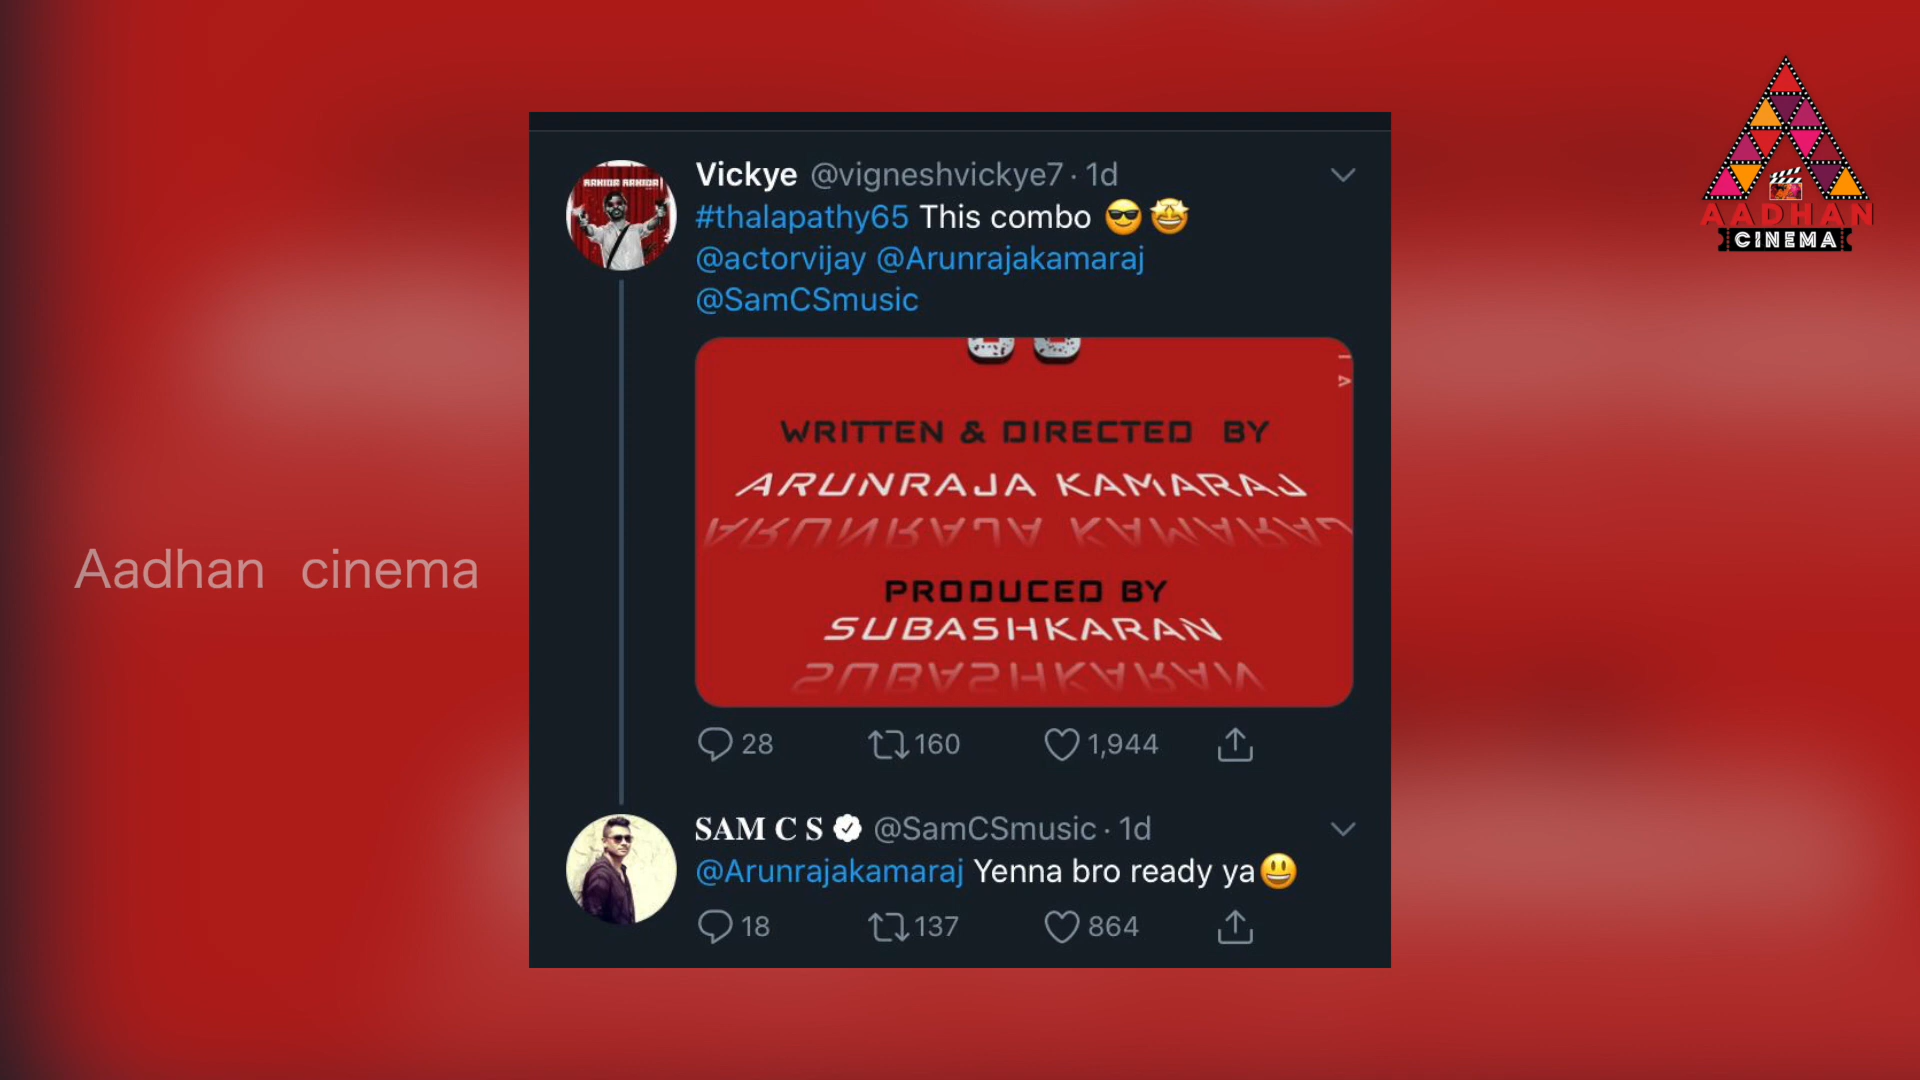 Vickye @vigneshvickye7 · 1d
#thalapathy65 This combo 😎🤩
@actorvijay @Arunrajakamaraj
@SamCSmusic
WRITTEN & DIRECTED BY
ARUNRAJA KAMARAJ
PRODUCED BY
SUBASHKARAN
28 160 1,944
SAM C S @SamCSmusic · 1d
@Arunrajakamaraj Yenna bro ready ya😃
18 137 864
Aadhan cinema
AADHAN
CINEMA